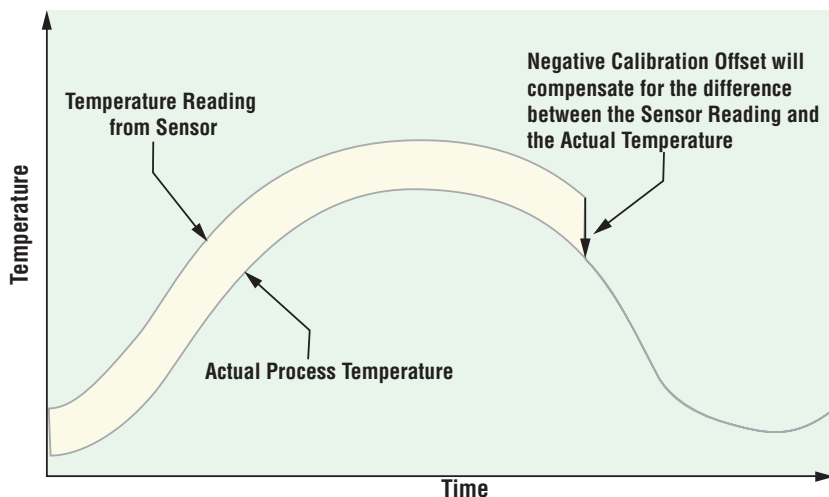 Negative Calibration Offset will
compensate for the difference
between the Sensor Reading and
the Actual Temperature
Temperature Reading
from Sensor
Temperature
Actual Process Temperature
Time